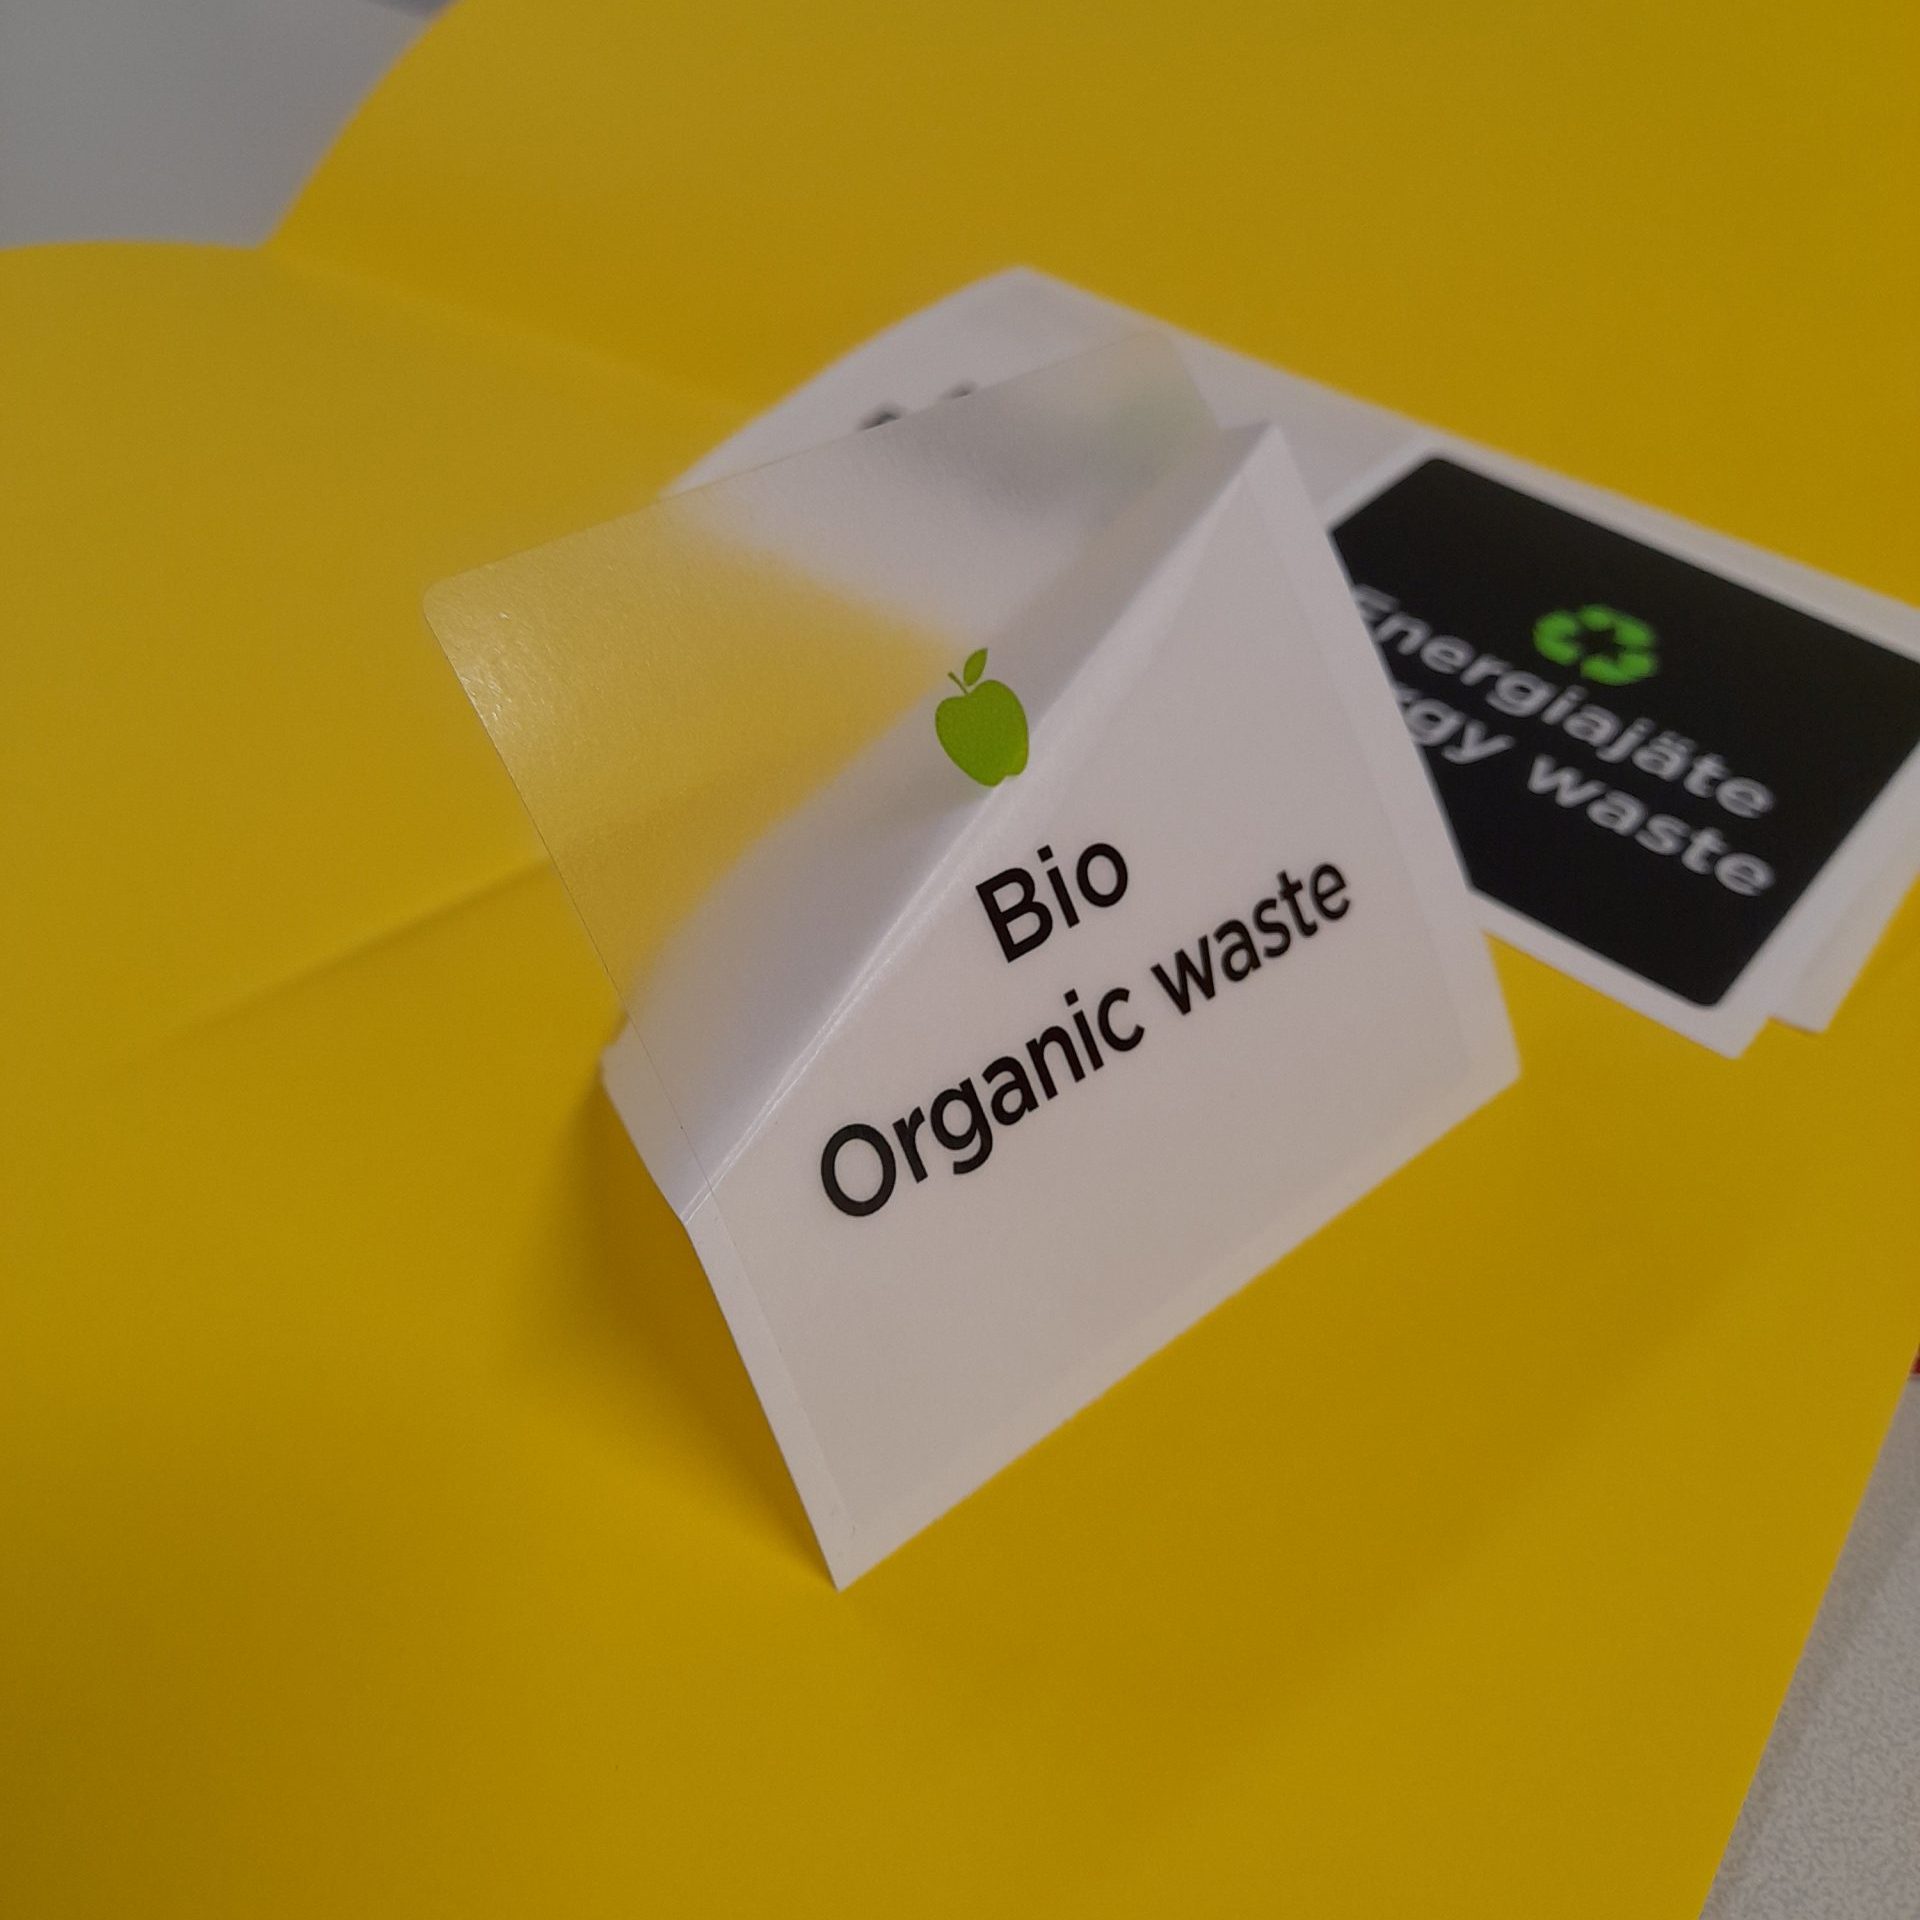 Bio
Organic waste
Energiajäte
waste